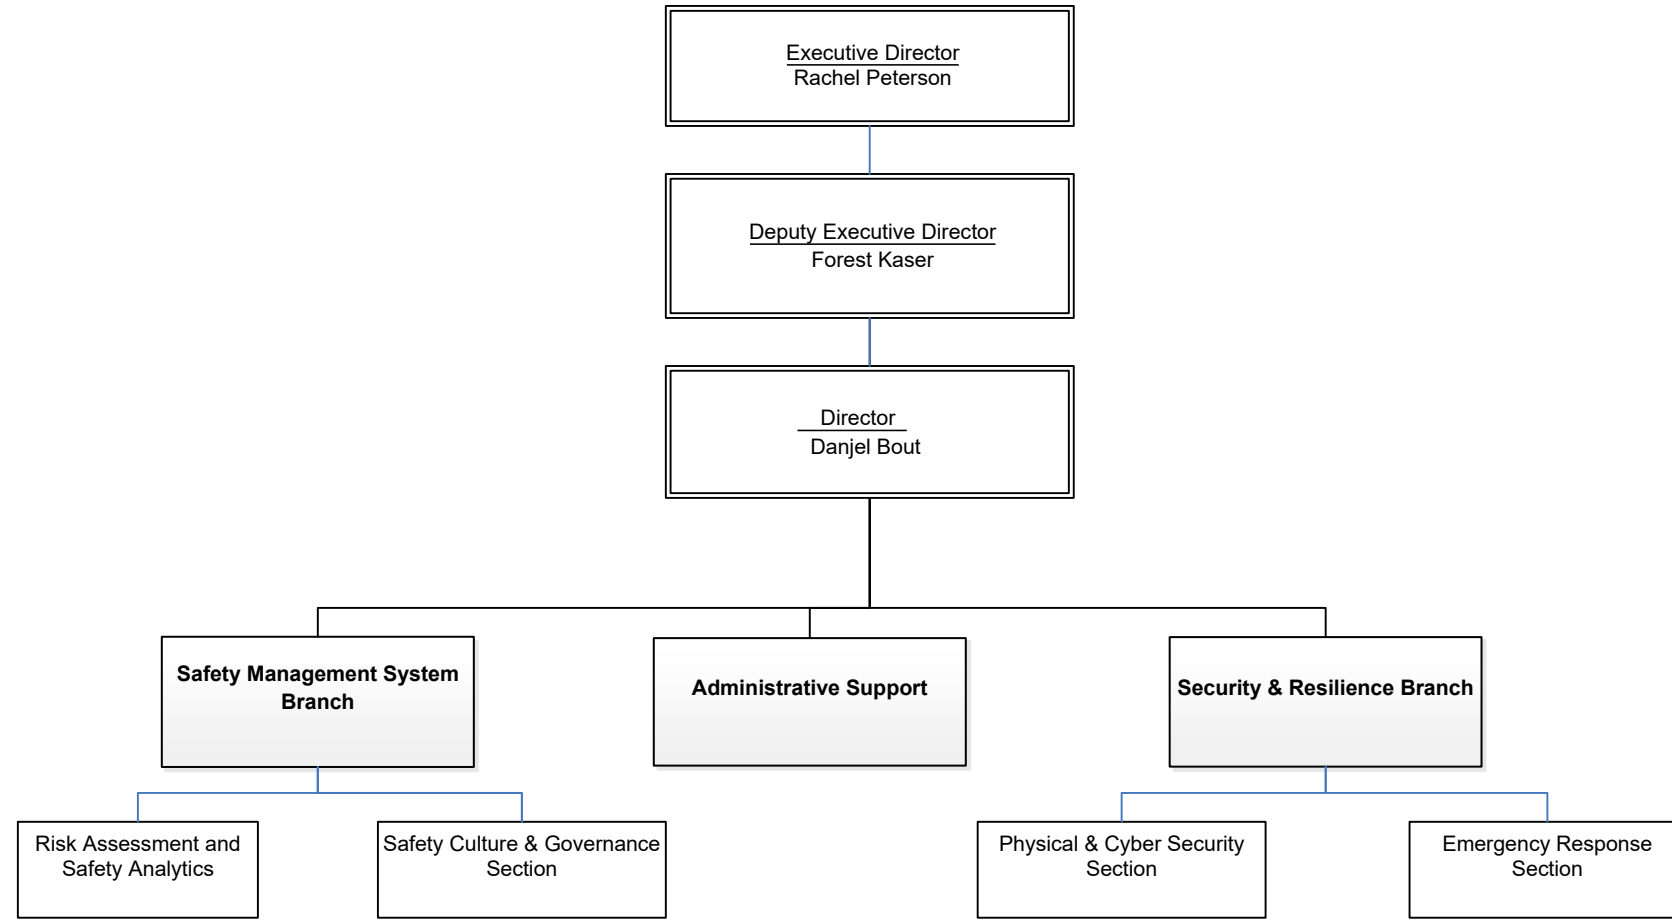 Executive Director
Rachel Peterson
Deputy Executive Director
Forest Kaser
Director
Danjel Bout
Safety Management System
Branch
Administrative Support
Security & Resilience Branch
Risk Assessment and
Safety Analytics
Safety Culture & Governance
Section
Physical & Cyber Security
Section
Emergency Response
Section